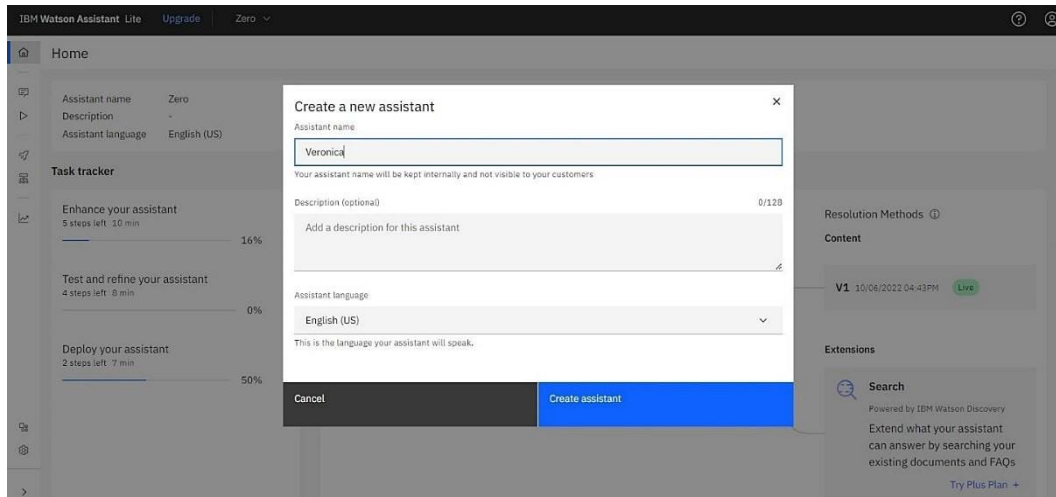 IBM Watson Assistant Lite Upgrade Zero
Home
Assistant name Zero
Description -
Assistant language English (US)
Task tracker
Enhance your assistant
5 steps left 10 min
16%
Test and refine your assistant
4 steps left 8 min
0%
Deploy your assistant
2 steps left 7 min
50%
Create a new assistant
Assistant name
Veronica
Your assistant name will be kept internally and not visible to your customers
Description (optional) 0/128
Add a description for this assistant
Assistant language
English (US)
This is the language your assistant will speak.
Cancel Create assistant
Resolution Methods
Content
V1 10/06/2022 04:43PM Live
Extensions
Search
Powered by IBM Watson Discovery
Extend what your assistant
can answer by searching your
existing documents and FAQs
Try Plus Plan +